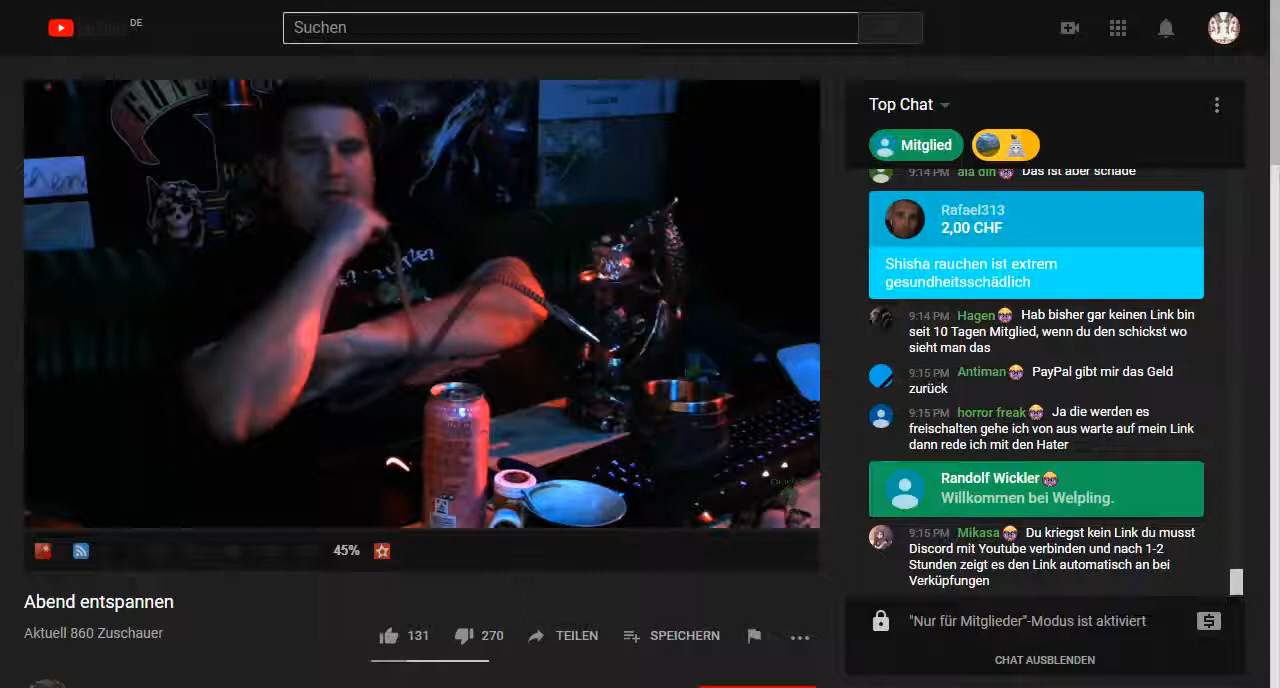 DE
Suchen
Top Chat
Mitglied
9:14 PM ala din Das ist aber schade
Rafael313
2,00 CHF
Shisha rauchen ist extrem
gesundheitsschädlich
9:14 PM Hagen Hab bisher gar keinen Link bin
seit 10 Tagen Mitglied, wenn du den schickst wo
sieht man das
9:15 PM Antiman PayPal gibt mir das Geld
zurück
9:15 PM horror freak Ja die werden es
freischalten gehe ich von aus warte auf mein Link
dann rede ich mit den Hater
Randolf Wickler
Willkommen bei Welpling.
9:15 PM Mikasa Du kriegst kein Link du musst
Discord mit Youtube verbinden und nach 1-2
Stunden zeigt es den Link automatisch an bei
Verküpfungen
"Nur für Mitglieder"-Modus ist aktiviert
CHAT AUSBLENDEN
GUNS
45%
Abend entspannen
Aktuell 860 Zuschauer
131
270
TEILEN
SPEICHERN